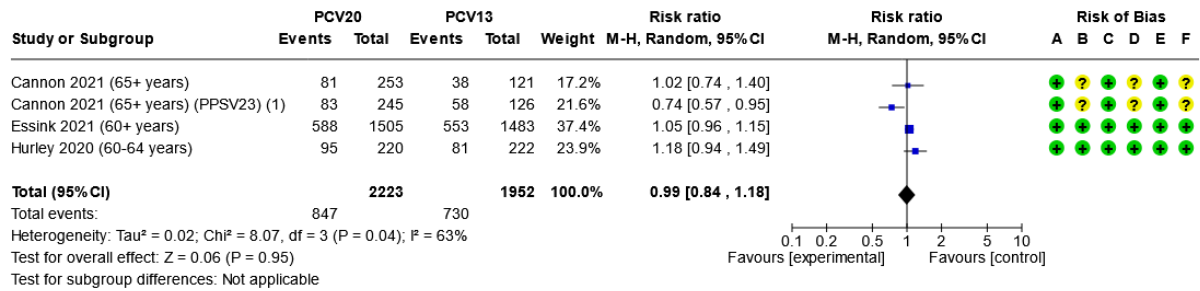 PCV20 PCV13 Risk ratio Risk ratio Risk of Bias
Study or Subgroup Events Total Events Total Weight M-H, Random, 95% CI M-H, Random, 95% CI A B C D E F
Cannon 2021 (65+ years) 81 253 38 121 17.2% 1.02 [0.74 , 1.40] + ? + ? + ?
Cannon 2021 (65+ years) (PPSV23) (1) 83 245 58 126 21.6% 0.74 [0.57 , 0.95] + ? + ? + ?
Essink 2021 (60+ years) 588 1505 553 1483 37.4% 1.05 [0.96 , 1.15] + + + + + +
Hurley 2020 (60-64 years) 95 220 81 222 23.9% 1.18 [0.94 , 1.49] + + + + + +
Total (95% CI) 2223 1952 100.0% 0.99 [0.84 , 1.18]
Total events: 847 730
Heterogeneity: Tau² = 0.02; Chi² = 8.07, df = 3 (P = 0.04); I² = 63%
0.1 0.2 0.5 1 2 5 10
Test for overall effect: Z = 0.06 (P = 0.95) Favours [experimental] Favours [control]
Test for subgroup differences: Not applicable